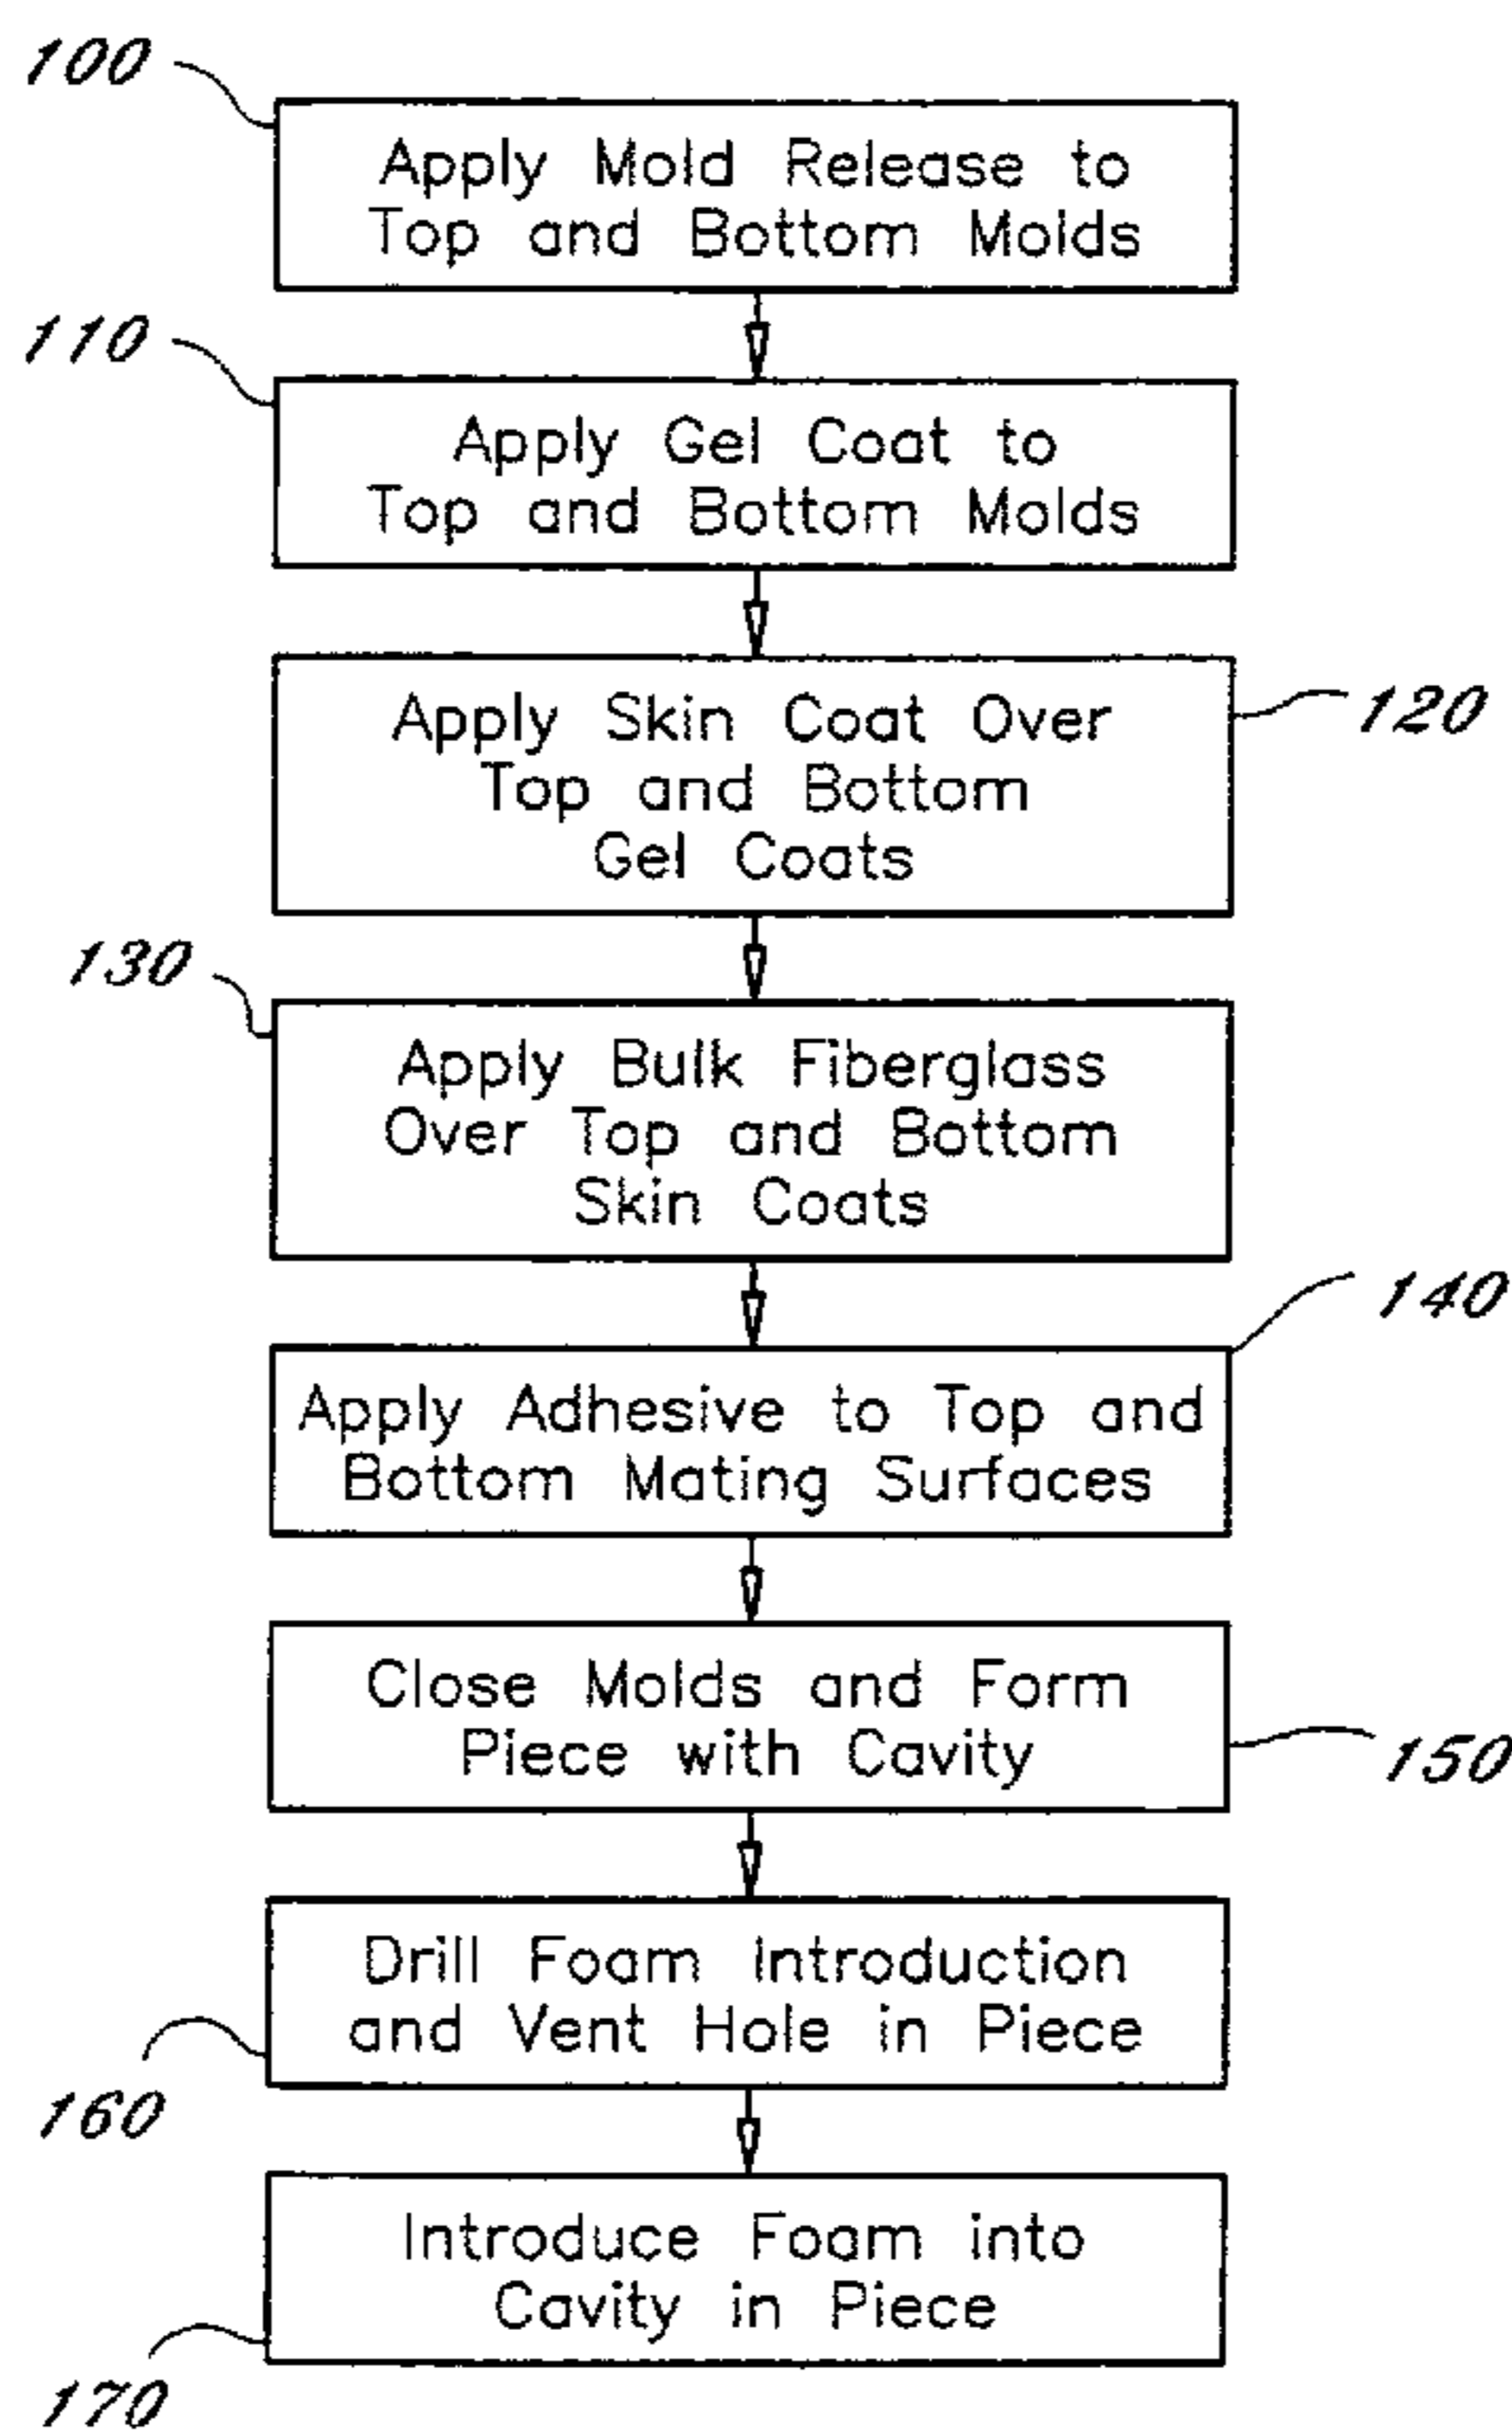 100
Apply Mold Release to
Top and Bottom Molds
110
Apply Gel Coat to
Top and Bottom Molds
Apply Skin Coat Over
Top and Bottom
Gel Coats
120
130
Apply Bulk Fiberglass
Over Top and Bottom
Skin Coats
140
Apply Adhesive to Top and
Bottom Mating Surfaces
Close Molds and Form
Piece with Cavity
150
Drill Foam Introduction
and Vent Hole in Piece
160
Introduce Foam into
Cavity in Piece
170